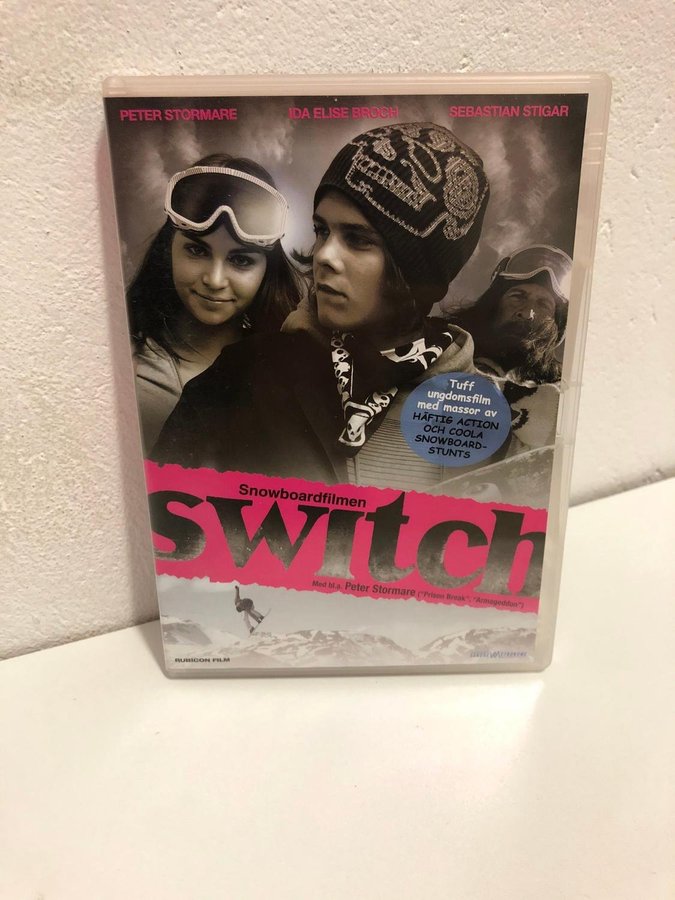 PETER STORMARE IDA ELISE BROCH SEBASTIAN STIGAR
Tuff
ungdomsfilm
med massor av
HÄFTIG ACTION
OCH COOLA
SNOWBOARD-
STUNTS
Snowboardfilmen
switch
Med bl.a. Peter Stormare ("Prison Break", "Armageddon")
RUBICON FILM